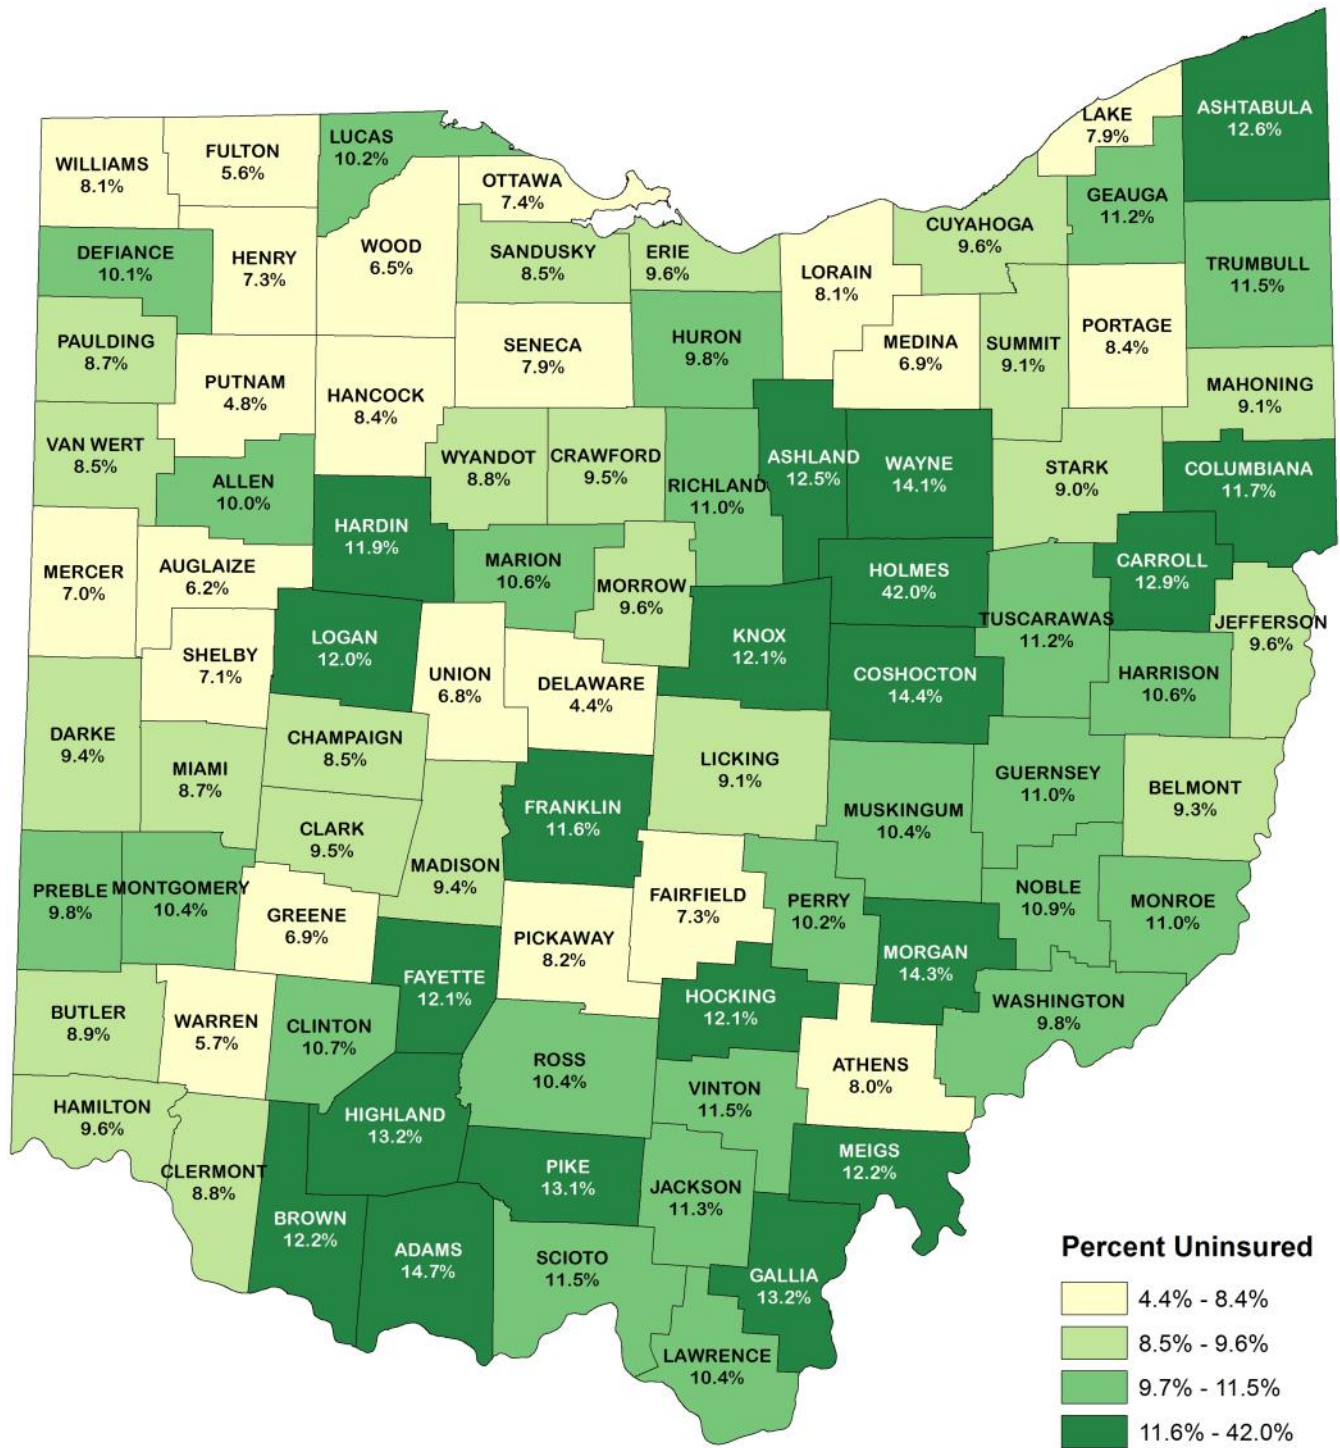 LAKE
7.9%
ASHTABULA
12.6%
WILLIAMS
8.1%
FULTON
5.6%
LUCAS
10.2%
OTTAWA
7.4%
GEAUGA
11.2%
CUYAHOGA
9.6%
DEFIANCE
10.1%
HENRY
7.3%
WOOD
6.5%
SANDUSKY
8.5%
ERIE
9.6%
LORAIN
8.1%
TRUMBULL
11.5%
PAULDING
8.7%
SENECA
7.9%
HURON
9.8%
MEDINA
6.9%
SUMMIT
9.1%
PORTAGE
8.4%
PUTNAM
4.8%
HANCOCK
8.4%
MAHONING
9.1%
VAN WERT
8.5%
ALLEN
10.0%
WYANDOT
8.8%
CRAWFORD
9.5%
RICHLAND
11.0%
ASHLAND
12.5%
WAYNE
14.1%
STARK
9.0%
COLUMBIANA
11.7%
HARDIN
11.9%
MERCER
7.0%
AUGLAIZE
6.2%
MARION
10.6%
MORROW
9.6%
HOLMES
42.0%
CARROLL
12.9%
TUSCARAWAS
11.2%
JEFFERSON
9.6%
SHELBY
7.1%
LOGAN
12.0%
UNION
6.8%
DELAWARE
4.4%
KNOX
12.1%
COSHOCTON
14.4%
HARRISON
10.6%
DARKE
9.4%
MIAMI
8.7%
CHAMPAIGN
8.5%
LICKING
9.1%
GUERNSEY
11.0%
BELMONT
9.3%
FRANKLIN
11.6%
MUSKINGUM
10.4%
CLARK
9.5%
MADISON
9.4%
PREBLE
9.8%
MONTGOMERY
10.4%
GREENE
6.9%
FAIRFIELD
7.3%
PERRY
10.2%
NOBLE
10.9%
MONROE
11.0%
PICKAWAY
8.2%
MORGAN
14.3%
FAYETTE
12.1%
HOCKING
12.1%
WASHINGTON
9.8%
BUTLER
8.9%
WARREN
5.7%
CLINTON
10.7%
ROSS
10.4%
ATHENS
8.0%
VINTON
11.5%
HAMILTON
9.6%
HIGHLAND
13.2%
CLERMONT
8.8%
PIKE
13.1%
MEIGS
12.2%
JACKSON
11.3%
BROWN
12.2%
ADAMS
14.7%
SCIOTO
11.5%
GALLIA
13.2%
LAWRENCE
10.4%
Percent Uninsured
4.4% - 8.4%
8.5% - 9.6%
9.7% - 11.5%
11.6% - 42.0%